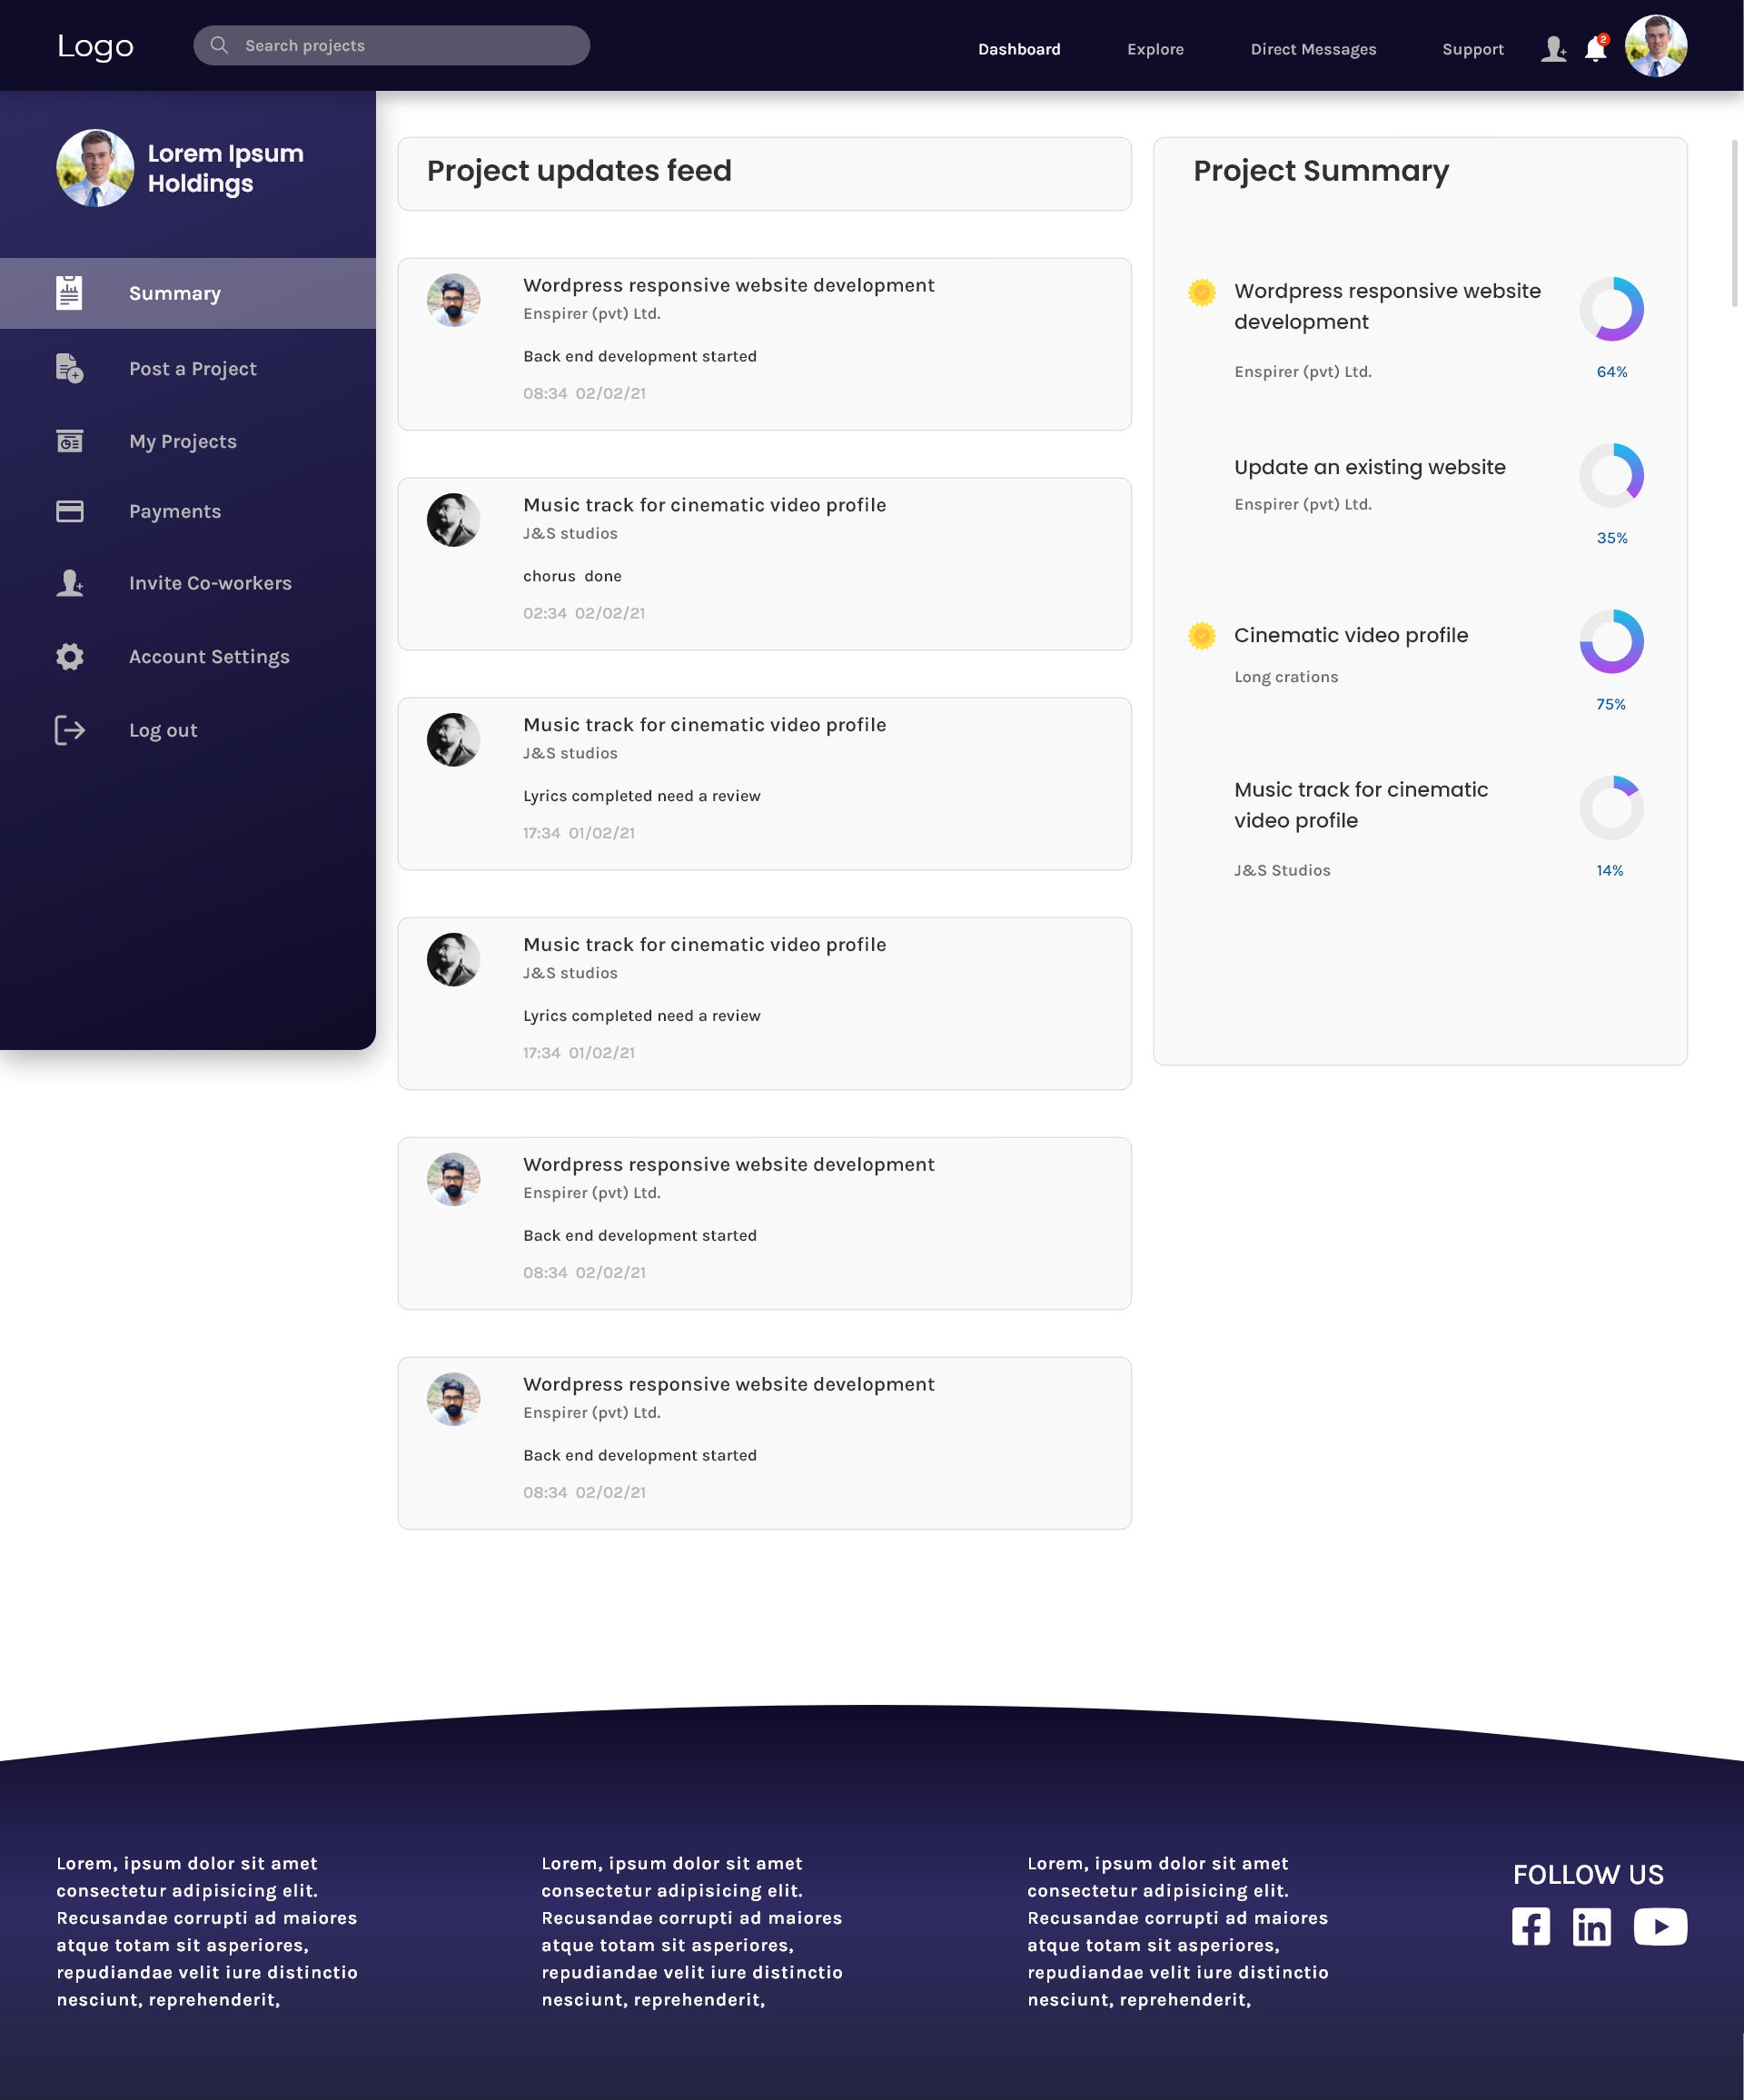 Logo
Search projects
Dashboard
Explore
Direct Messages
Support
2
Lorem Ipsum
Holdings
Summary
Post a Project
My Projects
Payments
Invite Co-workers
Account Settings
Log out
Project updates feed
Wordpress responsive website development
Enspirer (pvt) Ltd.
Back end development started
08:34 02/02/21
Music track for cinematic video profile
J&S studios
chorus done
02:34 02/02/21
Music track for cinematic video profile
J&S studios
Lyrics completed need a review
17:34 01/02/21
Music track for cinematic video profile
J&S studios
Lyrics completed need a review
17:34 01/02/21
Wordpress responsive website development
Enspirer (pvt) Ltd.
Back end development started
08:34 02/02/21
Wordpress responsive website development
Enspirer (pvt) Ltd.
Back end development started
08:34 02/02/21
Project Summary
Wordpress responsive website
development
Enspirer (pvt) Ltd.
64%
Update an existing website
Enspirer (pvt) Ltd.
35%
Cinematic video profile
Long crations
75%
Music track for cinematic
video profile
J&S Studios
14%
Lorem, ipsum dolor sit amet
consectetur adipisicing elit.
Recusandae corrupti ad maiores
atque totam sit asperiores,
repudiandae velit iure distinctio
nesciunt, reprehenderit,
Lorem, ipsum dolor sit amet
consectetur adipisicing elit.
Recusandae corrupti ad maiores
atque totam sit asperiores,
repudiandae velit iure distinctio
nesciunt, reprehenderit,
Lorem, ipsum dolor sit amet
consectetur adipisicing elit.
Recusandae corrupti ad maiores
atque totam sit asperiores,
repudiandae velit iure distinctio
nesciunt, reprehenderit,
FOLLOW US